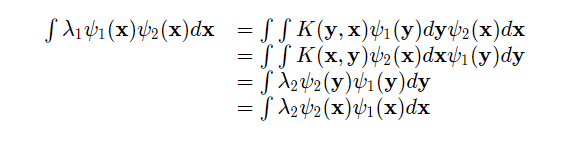 ∫ λ₁ψ₁(𝐱)ψ₂(𝐱)d𝐱 = ∫ ∫ K(𝐲, 𝐱)ψ₁(𝐲)d𝐲ψ₂(𝐱)d𝐱
= ∫ ∫ K(𝐱, 𝐲)ψ₂(𝐱)d𝐱ψ₁(𝐲)d𝐲
= ∫ λ₂ψ₂(𝐲)ψ₁(𝐲)d𝐲
= ∫ λ₂ψ₂(𝐱)ψ₁(𝐱)d𝐱